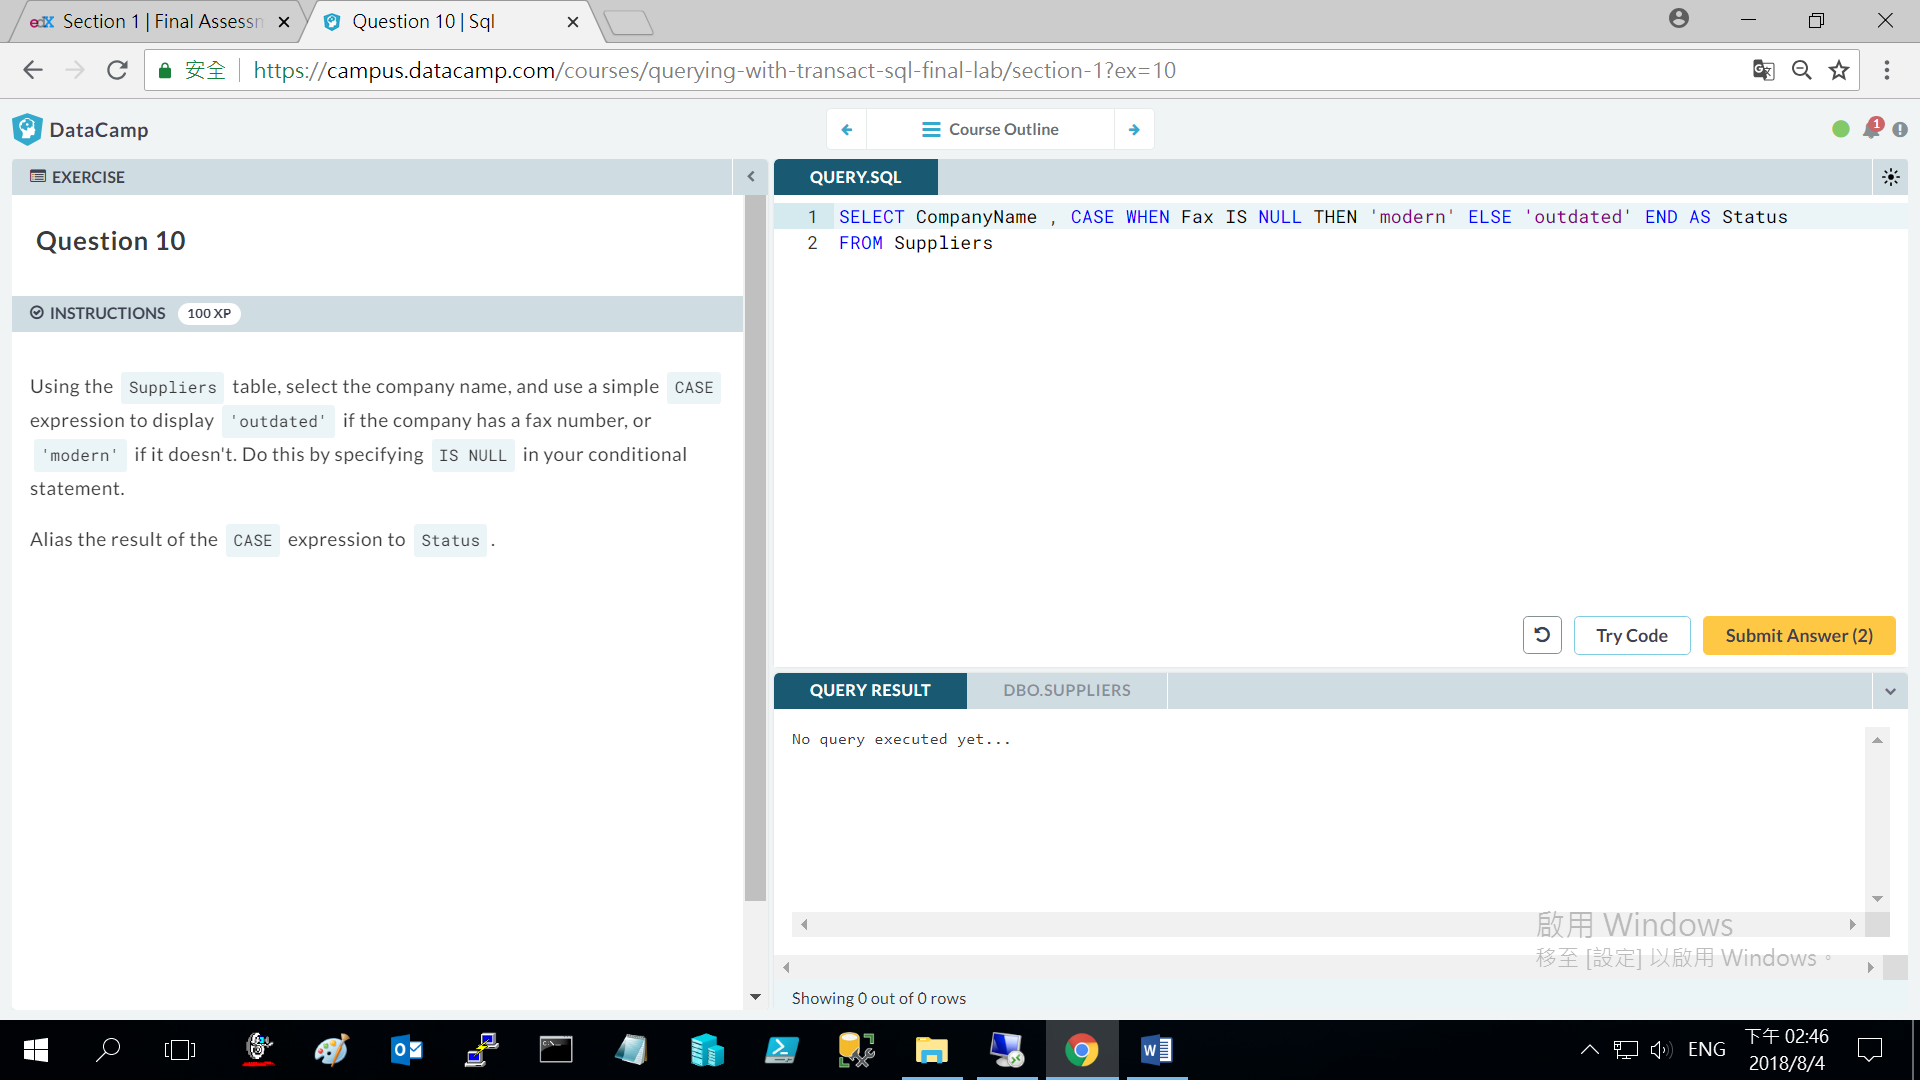 edX Section 1 | Final Assessm
Question 10 | Sql
安全
https://campus.datacamp.com/courses/querying-with-transact-sql-final-lab/section-1?ex=10
DataCamp
Course Outline
1
EXERCISE
Question 10
INSTRUCTIONS 100 XP
Using the Suppliers table, select the company name, and use a simple CASE
expression to display 'outdated' if the company has a fax number, or
'modern' if it doesn't. Do this by specifying IS NULL in your conditional
statement.
Alias the result of the CASE expression to Status .
QUERY.SQL
1 SELECT CompanyName , CASE WHEN Fax IS NULL THEN 'modern' ELSE 'outdated' END AS Status
2 FROM Suppliers
Try Code
Submit Answer (2)
QUERY RESULT
DBO.SUPPLIERS
No query executed yet...
啟用 Windows
移至 [設定] 以啟用 Windows。
Showing 0 out of 0 rows
ENG
下午 02:46
2018/8/4